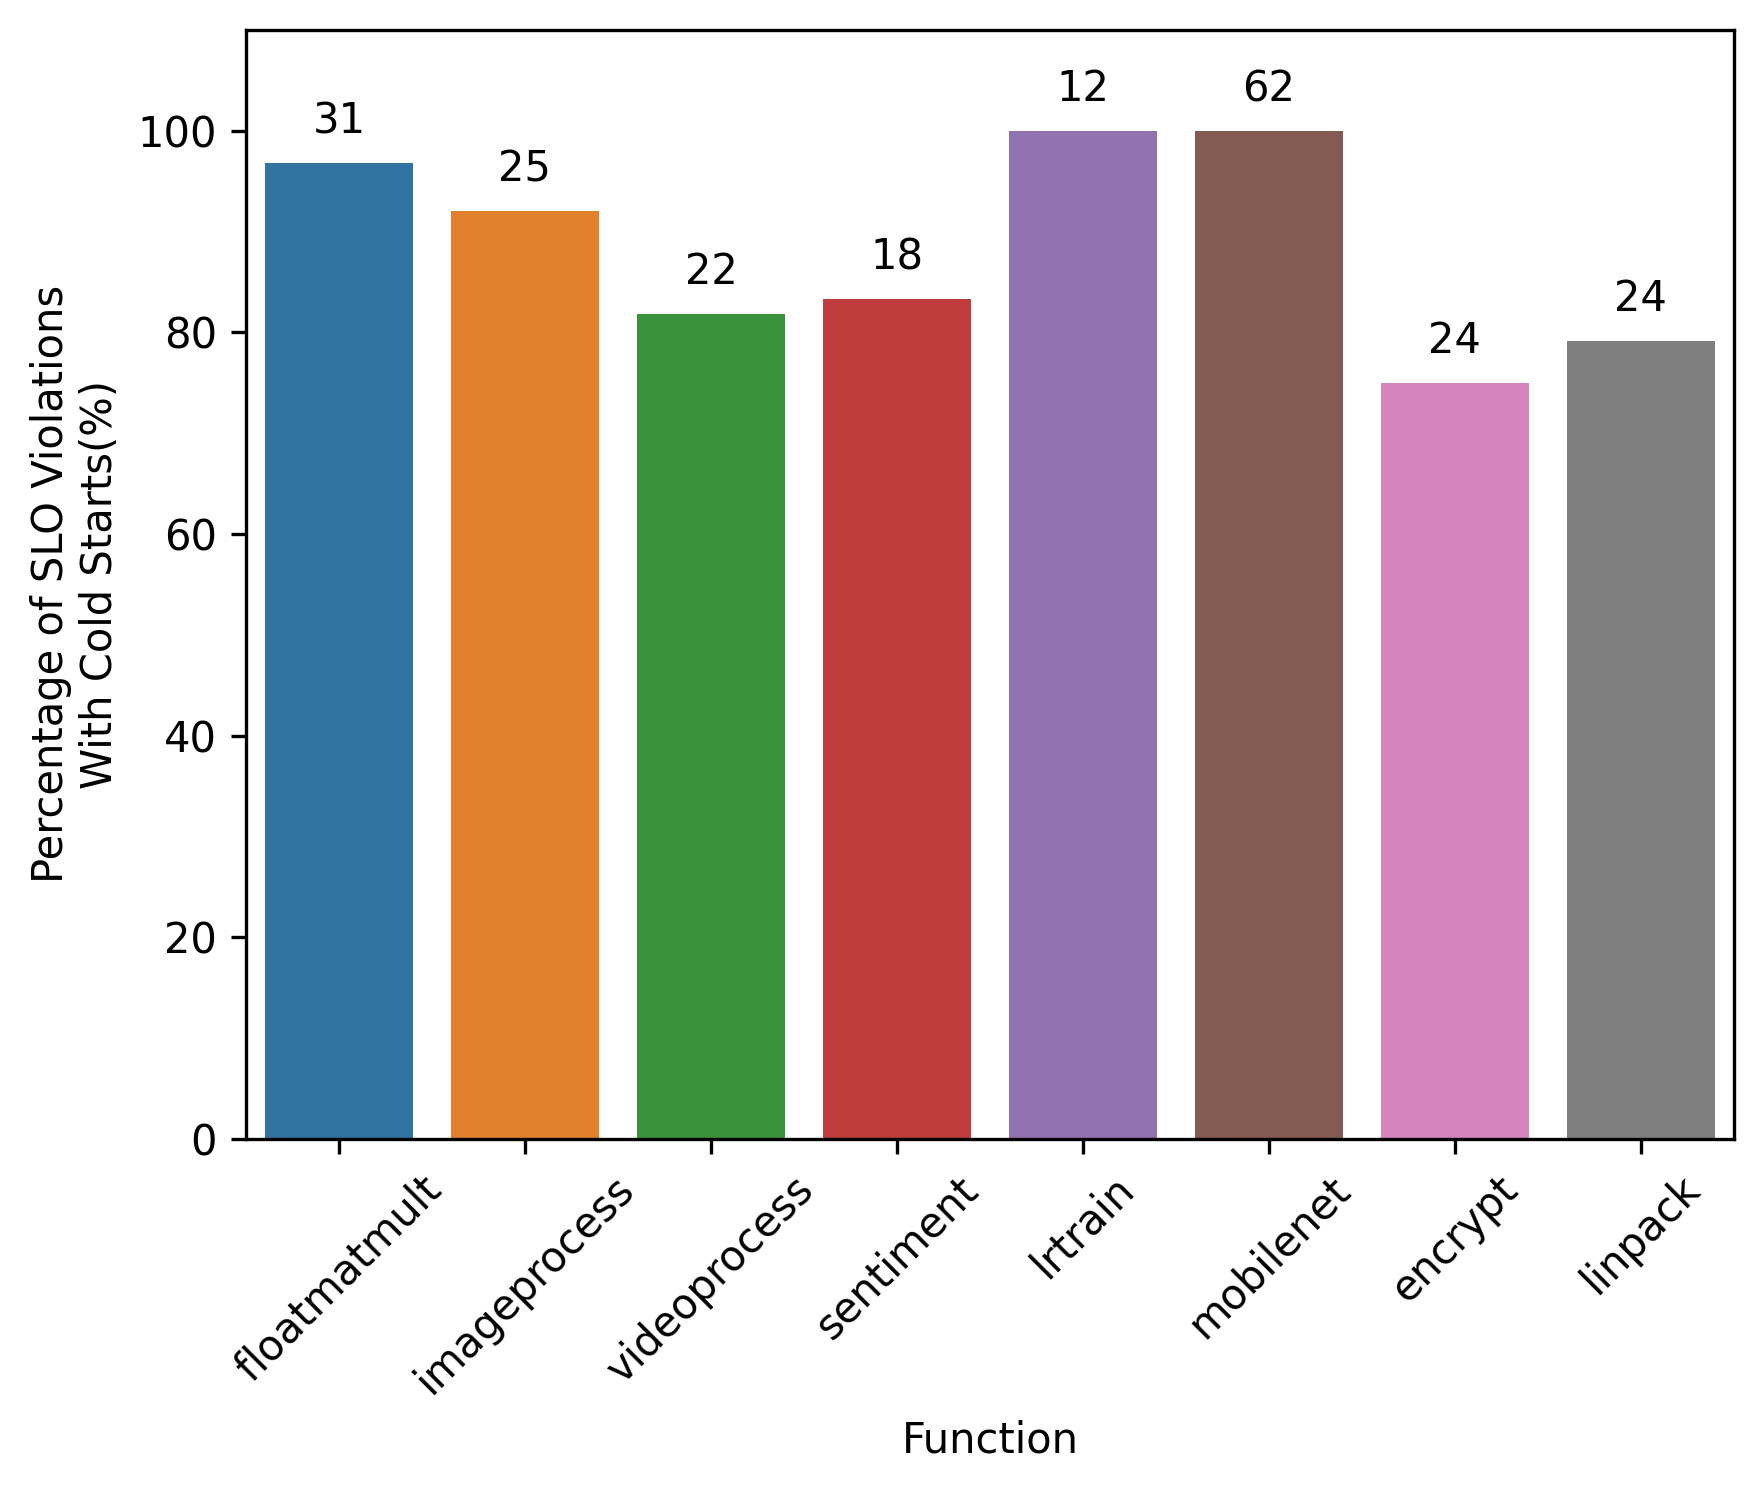 Percentage of SLO Violations
With Cold Starts(%)
100
80
60
40
20
0
31
25
22
18
12
62
24
24
floatmatmult
imageprocess
videoprocess
sentiment
lrtrain
mobilenet
encrypt
linpack
Function